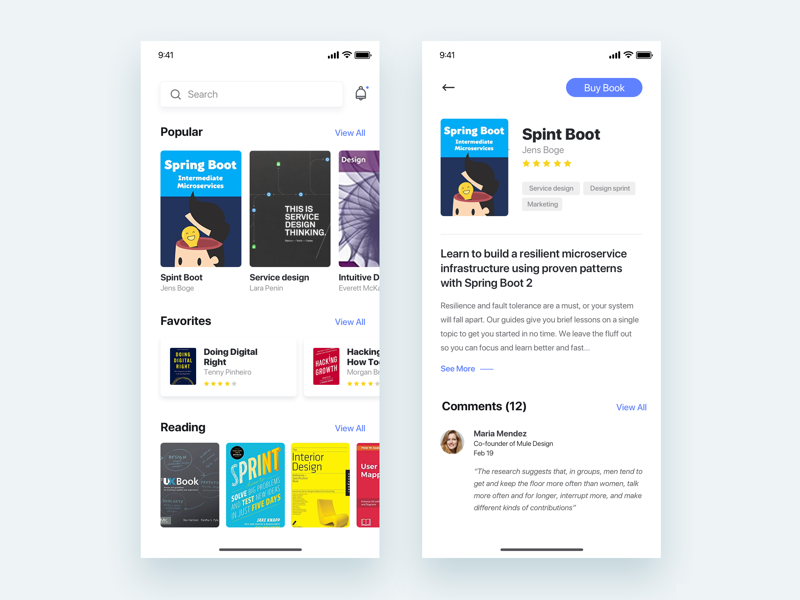 9:41
Search
Popular
View All
Spring Boot
Intermediate
Microservices
THIS IS
SERVICE
DESIGN
THINKING.
Design
Spint Boot
Jens Boge
Service design
Lara Penin
Intuitive D
Everett McKa
Favorites
View All
DOING
DIGITAL
RIGHT
Doing Digital
Right
Tenny Pinheiro
HACKING
GROWTH
Hacking
How To
Morgan Br
Reading
View All
DESIGN
UX Book
SPRINT
SOLVE BIG PROBLEMS
AND TEST NEW IDEAS
IN JUST FIVE DAYS
JAKE KNAPP
Interior
Design
User
Mapp
9:41
Buy Book
Spring Boot
Intermediate
Microservices
Spint Boot
Jens Boge
Service design
Design sprint
Marketing
Learn to build a resilient microservice
infrastructure using proven patterns
with Spring Boot 2
Resilience and fault tolerance are a must, or your system
will fall apart. Our guides give you brief lessons on a single
topic to get you started in no time. We leave the fluff out
so you can focus and learn better and fast...
See More
Comments (12)
View All
Maria Mendez
Co-founder of Mule Design
Feb 19
“The research suggests that, in groups, men tend to
get and keep the floor more often than women, talk
more often and for longer, interrupt more, and make
different kinds of contributions”